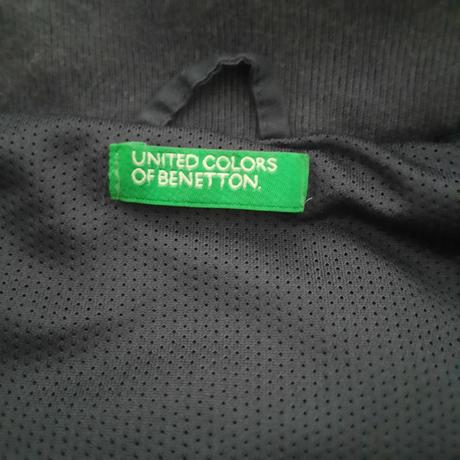 UNITED COLORS
OF BENETTON.